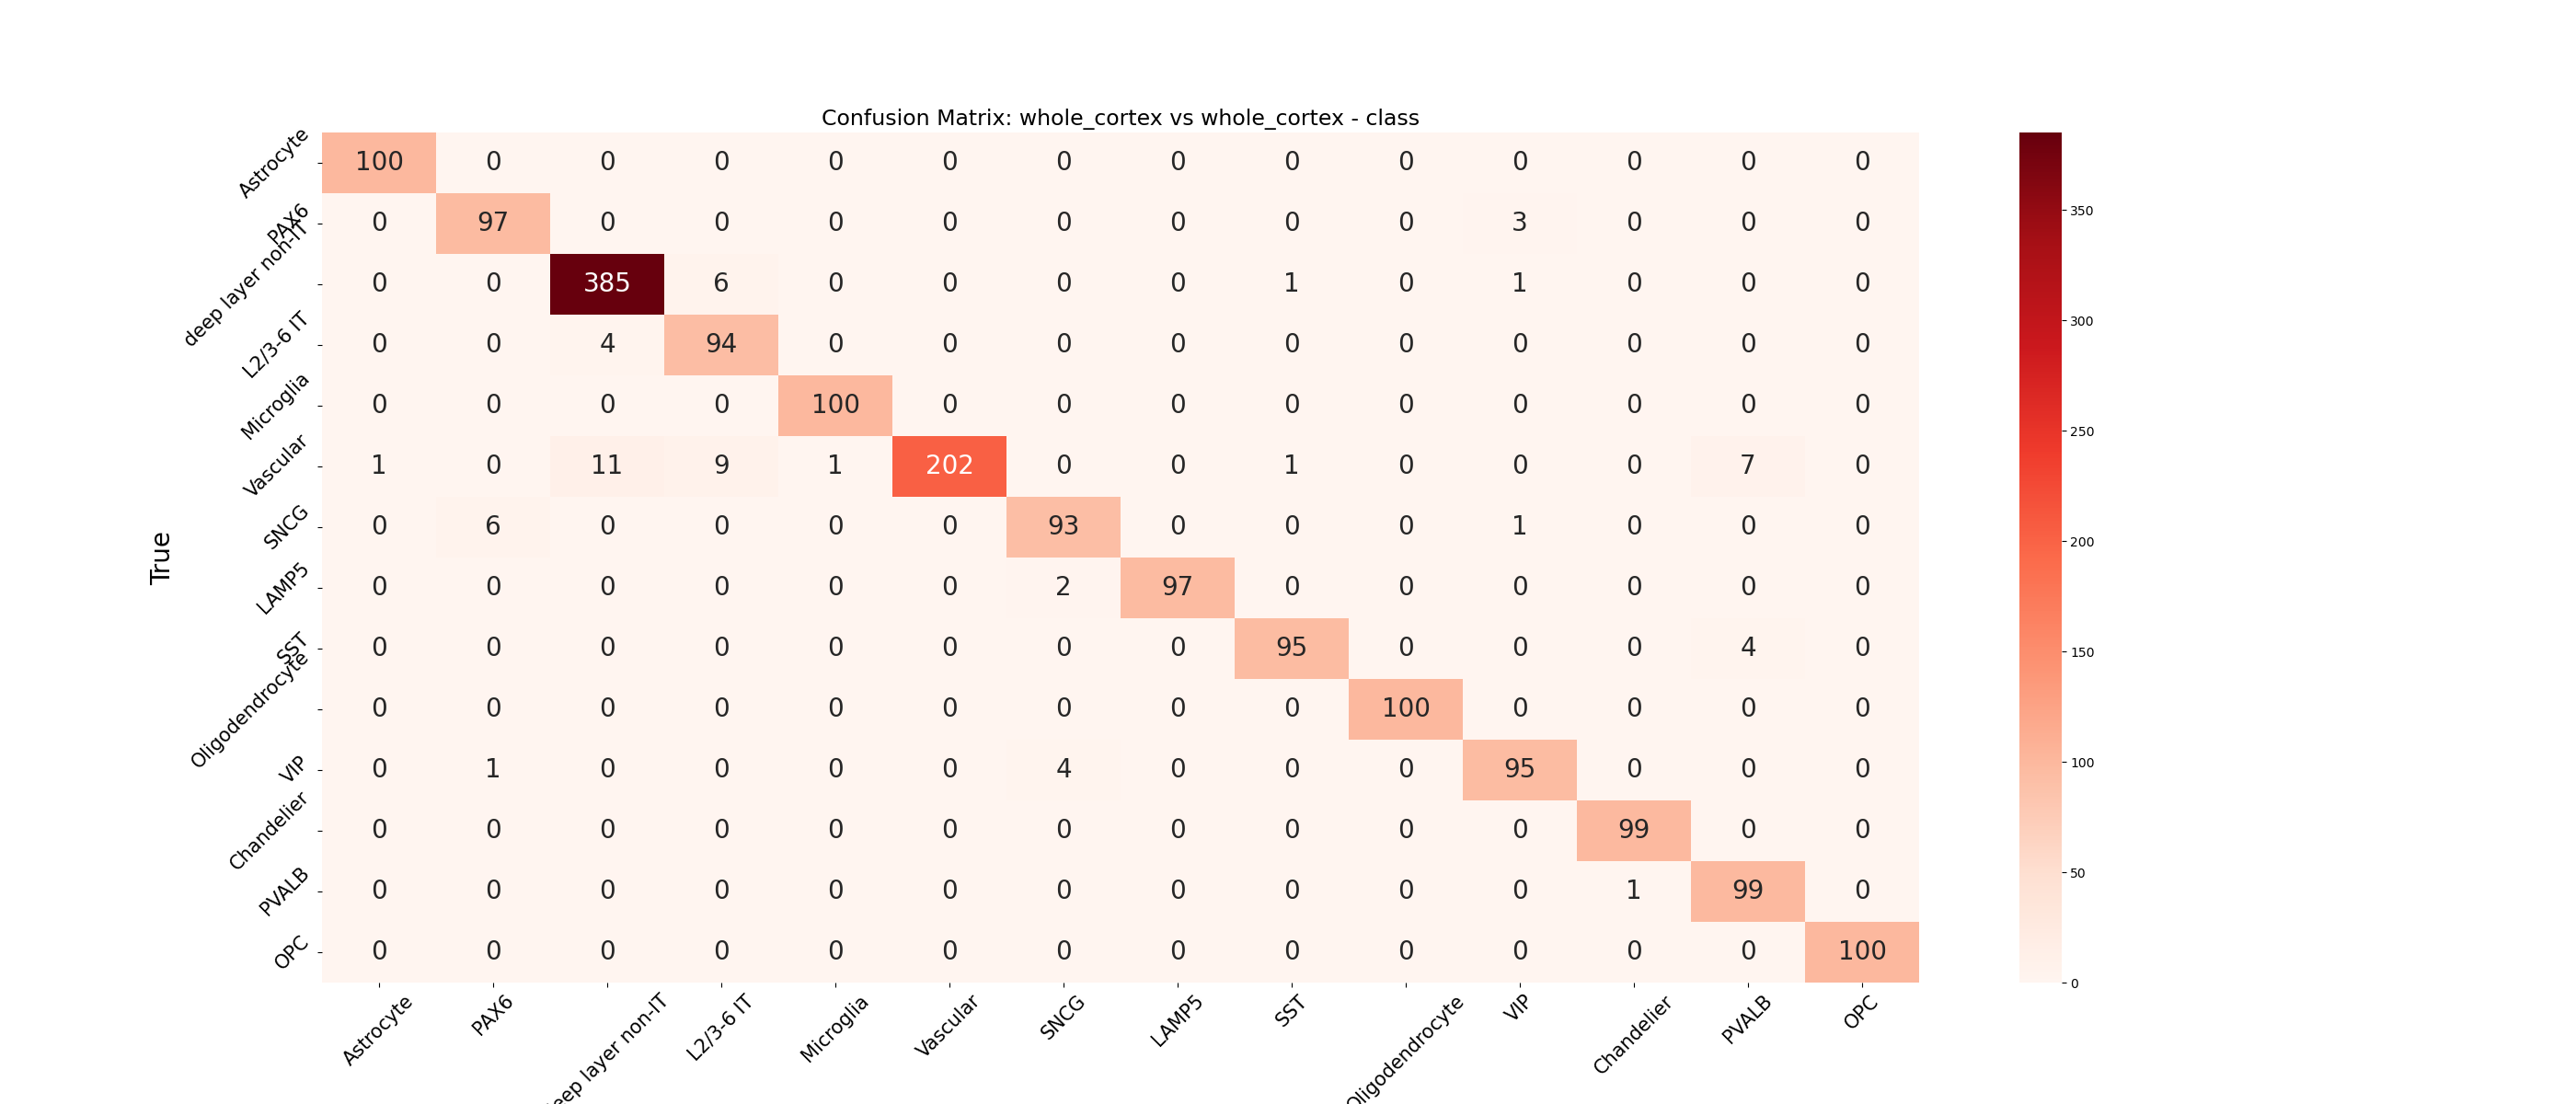 Confusion Matrix: whole_cortex vs whole_cortex - class
True
Astrocyte 100 0 0 0 0 0 0 0 0 0 0 0 0 0
PAX6 0 97 0 0 0 0 0 0 0 0 3 0 0 0
deep layer non-IT 0 0 385 6 0 0 0 0 1 0 1 0 0 0
L2/3-6 IT 0 0 4 94 0 0 0 0 0 0 0 0 0 0
Microglia 0 0 0 0 100 0 0 0 0 0 0 0 0 0
Vascular 1 0 11 9 1 202 0 0 1 0 0 0 7 0
SNCG 0 6 0 0 0 0 93 0 0 0 1 0 0 0
LAMP5 0 0 0 0 0 0 2 97 0 0 0 0 0 0
SST 0 0 0 0 0 0 0 0 95 0 0 0 4 0
Oligodendrocyte 0 0 0 0 0 0 0 0 0 100 0 0 0 0
VIP 0 1 0 0 0 0 4 0 0 0 95 0 0 0
Chandelier 0 0 0 0 0 0 0 0 0 0 0 99 0 0
PVALB 0 0 0 0 0 0 0 0 0 0 0 1 99 0
OPC 0 0 0 0 0 0 0 0 0 0 0 0 0 100
Astrocyte PAX6 eep layer non-IT L2/3-6 IT Microglia Vascular SNCG LAMP5 SST Oligodendrocyte VIP Chandelier PVALB OPC
350
300
250
200
150
100
50
0